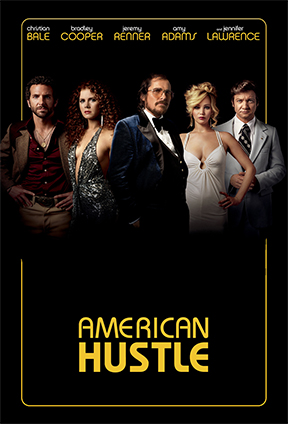 christian bradley jeremy amy and jennifer
BALE COOPER RENNER ADAMS LAWRENCE
AMERICAN
HUSTLE